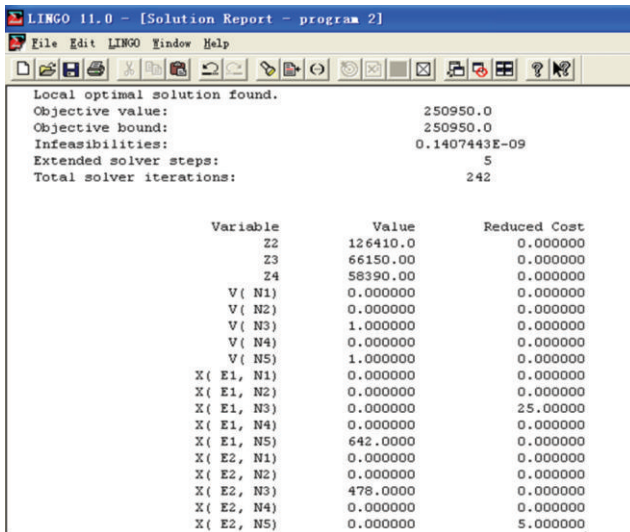 LINGO 11.0 - [Solution Report - program 2]
File Edit LINGO Window Help
Local optimal solution found.
Objective value: 250950.0
Objective bound: 250950.0
Infeasibilities: 0.1407443E-09
Extended solver steps: 5
Total solver iterations: 242
Variable Value Reduced Cost
Z2 126410.0 0.000000
Z3 66150.00 0.000000
Z4 58390.00 0.000000
V( N1) 0.000000 0.000000
V( N2) 0.000000 0.000000
V( N3) 1.000000 0.000000
V( N4) 0.000000 0.000000
V( N5) 1.000000 0.000000
X( E1, N1) 0.000000 0.000000
X( E1, N2) 0.000000 0.000000
X( E1, N3) 0.000000 25.00000
X( E1, N4) 0.000000 0.000000
X( E1, N5) 642.0000 0.000000
X( E2, N1) 0.000000 0.000000
X( E2, N2) 0.000000 0.000000
X( E2, N3) 478.0000 0.000000
X( E2, N4) 0.000000 0.000000
X( E2, N5) 0.000000 5.000000